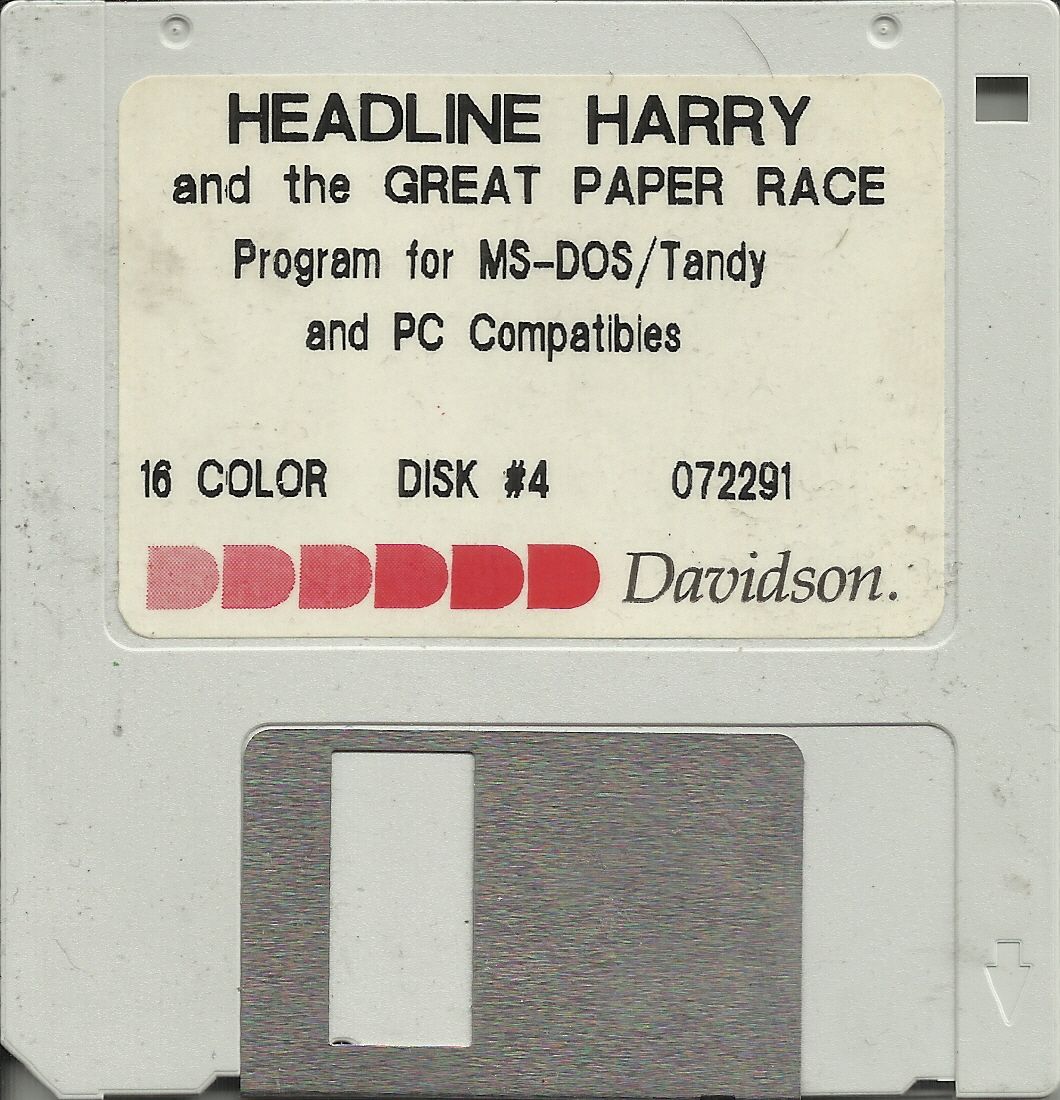 HEADLINE HARRY
and the GREAT PAPER RACE
Program for MS-DOS/Tandy
and PC Compatibles
16 COLOR DISK #4 072291
Davidson.